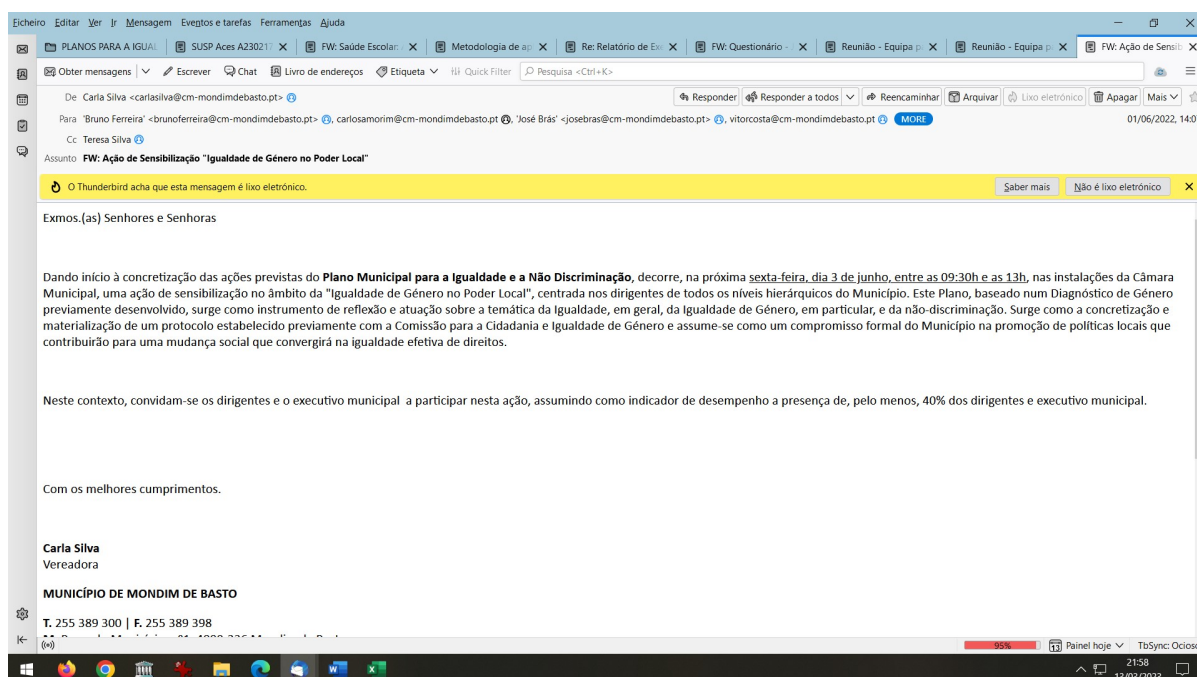 Ficheiro Editar Ver Ir Mensagem Eventos e tarefas Ferramentas Ajuda
PLANOS PARA A IGUAL SUSP Aces A230217 FW: Saúde Escolar: Metodologia de ap Re: Relatório de Exe FW: Questionário - Reunião - Equipa p Reunião - Equipa p FW: Ação de Sensib
Obter mensagens Escrever Chat Livro de endereços Etiqueta Quick Filter Pesquisa <Ctrl+K>
De Carla Silva <carlasilva@cm-mondimdebasto.pt> Responder Responder a todos Reencaminhar Arquivar Lixo eletrónico Apagar Mais
Para 'Bruno Ferreira' <brunoferreira@cm-mondimdebasto.pt>, carlosamorim@cm-mondimdebasto.pt, 'José Brás' <josebras@cm-mondimdebasto.pt>, vitorcosta@cm-mondimdebasto.pt MORE 01/06/2022, 14:0
Cc Teresa Silva
Assunto FW: Ação de Sensibilização "Igualdade de Género no Poder Local"
O Thunderbird acha que esta mensagem é lixo eletrónico. Saber mais Não é lixo eletrónico
Exmos.(as) Senhores e Senhoras
Dando início à concretização das ações previstas do Plano Municipal para a Igualdade e a Não Discriminação, decorre, na próxima sexta-feira, dia 3 de junho, entre as 09:30h e as 13h, nas instalações da Câmara
Municipal, uma ação de sensibilização no âmbito da "Igualdade de Género no Poder Local", centrada nos dirigentes de todos os níveis hierárquicos do Município. Este Plano, baseado num Diagnóstico de Género
previamente desenvolvido, surge como instrumento de reflexão e atuação sobre a temática da Igualdade, em geral, da Igualdade de Género, em particular, e da não-discriminação. Surge como a concretização e
materialização de um protocolo estabelecido previamente com a Comissão para a Cidadania e Igualdade de Género e assume-se como um compromisso formal do Município na promoção de políticas locais que
contribuirão para uma mudança social que convergirá na igualdade efetiva de direitos.
Neste contexto, convidam-se os dirigentes e o executivo municipal a participar nesta ação, assumindo como indicador de desempenho a presença de, pelo menos, 40% dos dirigentes e executivo municipal.
Com os melhores cumprimentos.
Carla Silva
Vereadora
MUNICÍPIO DE MONDIM DE BASTO
T. 255 389 300 | F. 255 389 398
95% 13 Painel hoje TbSync: Ocioso
21:58